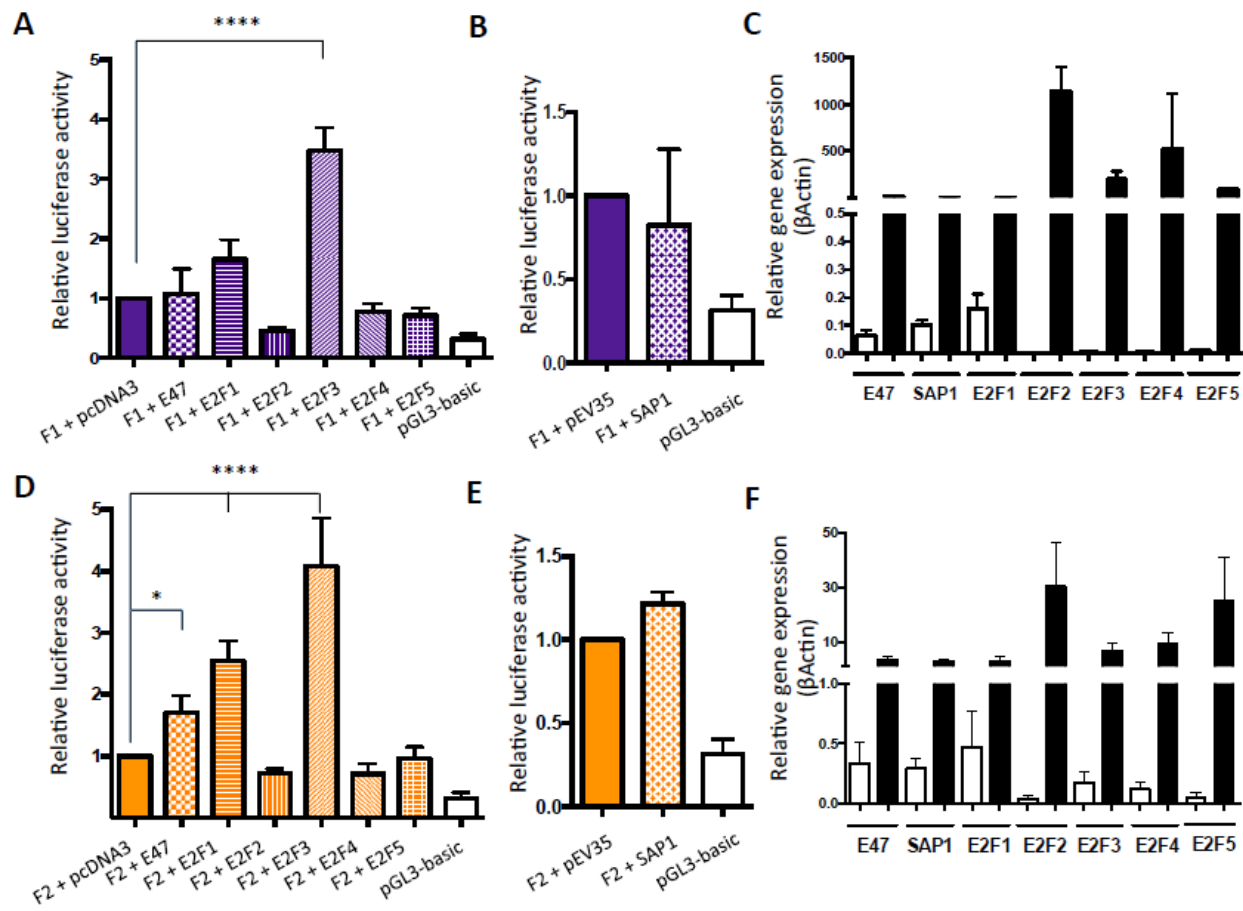 A
****
Relative luciferase activity
5
4
3
2
1
0
F1 + pcDNA3
F1 + E47
F1 + E2F1
F1 + E2F2
F1 + E2F3
F1 + E2F4
F1 + E2F5
pGL3-basic
B
Relative luciferase activity
1.5
1.0
0.5
0.0
F1 + pEV35
F1 + SAP1
pGL3-basic
C
Relative gene expression
(βActin)
1500
1000
500
0.5
0.4
0.3
0.2
0.1
0.0
E47 SAP1 E2F1 E2F2 E2F3 E2F4 E2F5
D
****
*
Relative luciferase activity
5
4
3
2
1
F2 + pcDNA3
F2 + E47
F2 + E2F1
F2 + E2F2
F2 + E2F3
F2 + E2F4
F2 + E2F5
pGL3-basic
E
Relative luciferase activity
1.5
1.0
0.5
0.0
F2 + pEV35
F2 + SAP1
pGL3-basic
F
Relative gene expression
(βActin)
50
30
10
1.0
0.5
0.0
E47 SAP1 E2F1 E2F2 E2F3 E2F4 E2F5